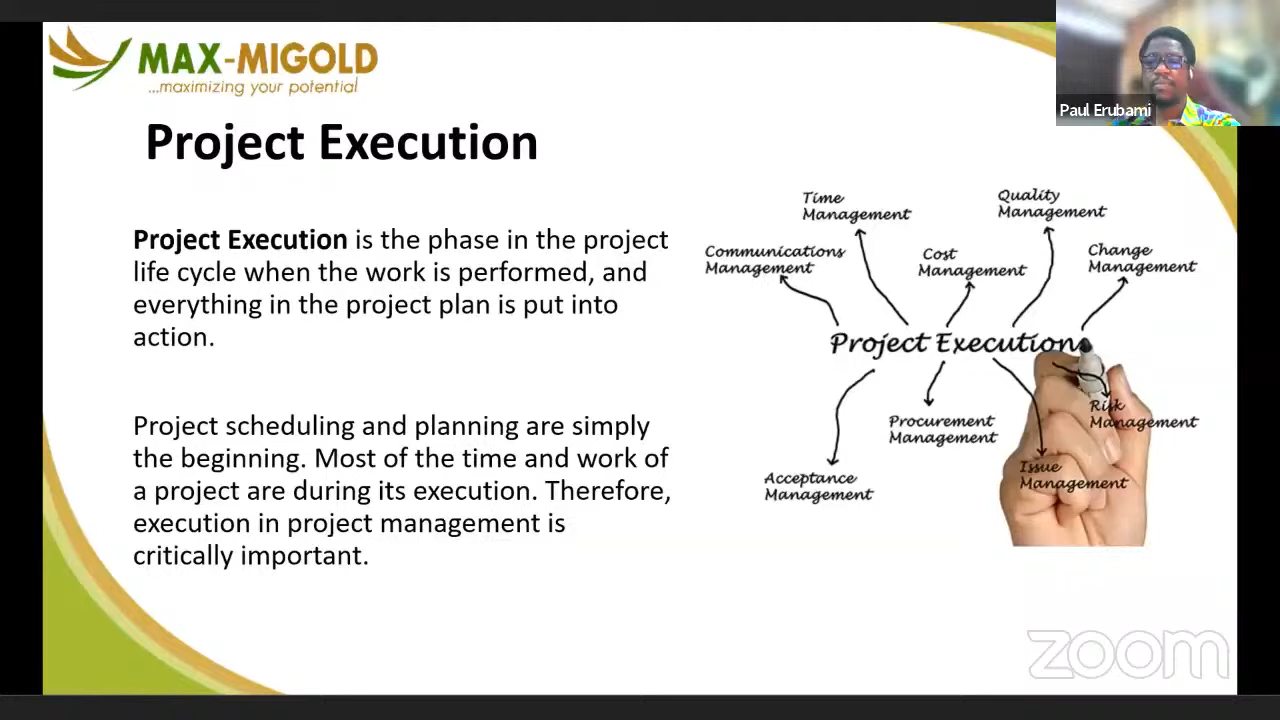 MAX-MIGOLD
...maximizing your potential
Paul Erubami
Project Execution
Project Execution is the phase in the project
life cycle when the work is performed, and
everything in the project plan is put into
action.
Project scheduling and planning are simply
the beginning. Most of the time and work of
a project are during its execution. Therefore,
execution in project management is
critically important.
Time
Management
Quality
Management
Communications
Management
Cost
Management
Change
Management
Project Execution
Risk
Management
Procurement
Management
Issue
Management
Acceptance
Management
zoom